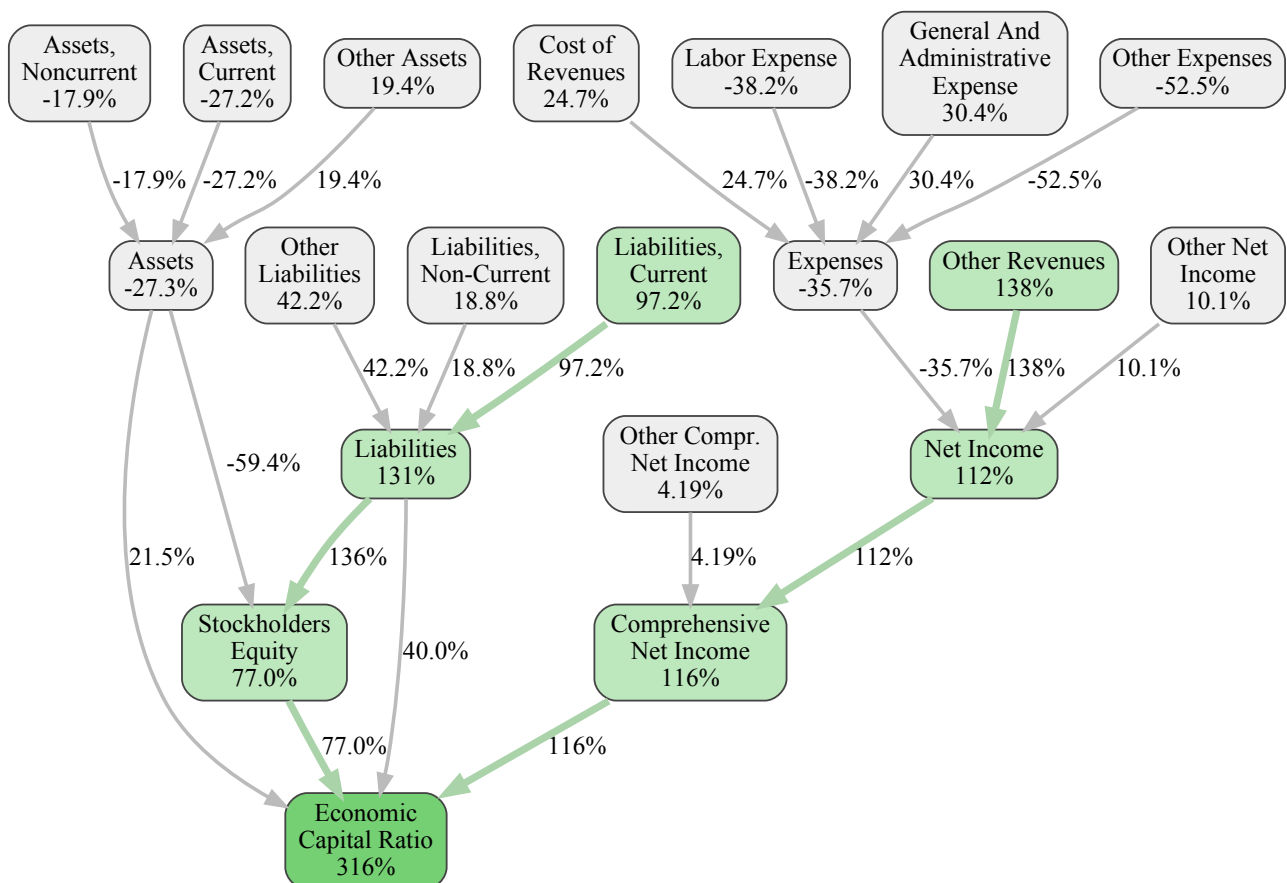 Assets,
Noncurrent
-17.9%
Assets,
Current
-27.2%
Other Assets
19.4%
Cost of
Revenues
24.7%
Labor Expense
-38.2%
General And
Administrative
Expense
30.4%
Other Expenses
-52.5%
-17.9%
-27.2%
19.4%
24.7%
-38.2%
30.4%
-52.5%
Assets
-27.3%
Other
Liabilities
42.2%
Liabilities,
Non-Current
18.8%
Liabilities,
Current
97.2%
Expenses
-35.7%
Other Revenues
138%
Other Net
Income
10.1%
42.2%
18.8%
97.2%
-35.7%
138%
10.1%
-59.4%
Liabilities
131%
Other Compr.
Net Income
4.19%
Net Income
112%
21.5%
136%
4.19%
112%
Stockholders
Equity
77.0%
40.0%
Comprehensive
Net Income
116%
77.0%
116%
Economic
Capital Ratio
316%